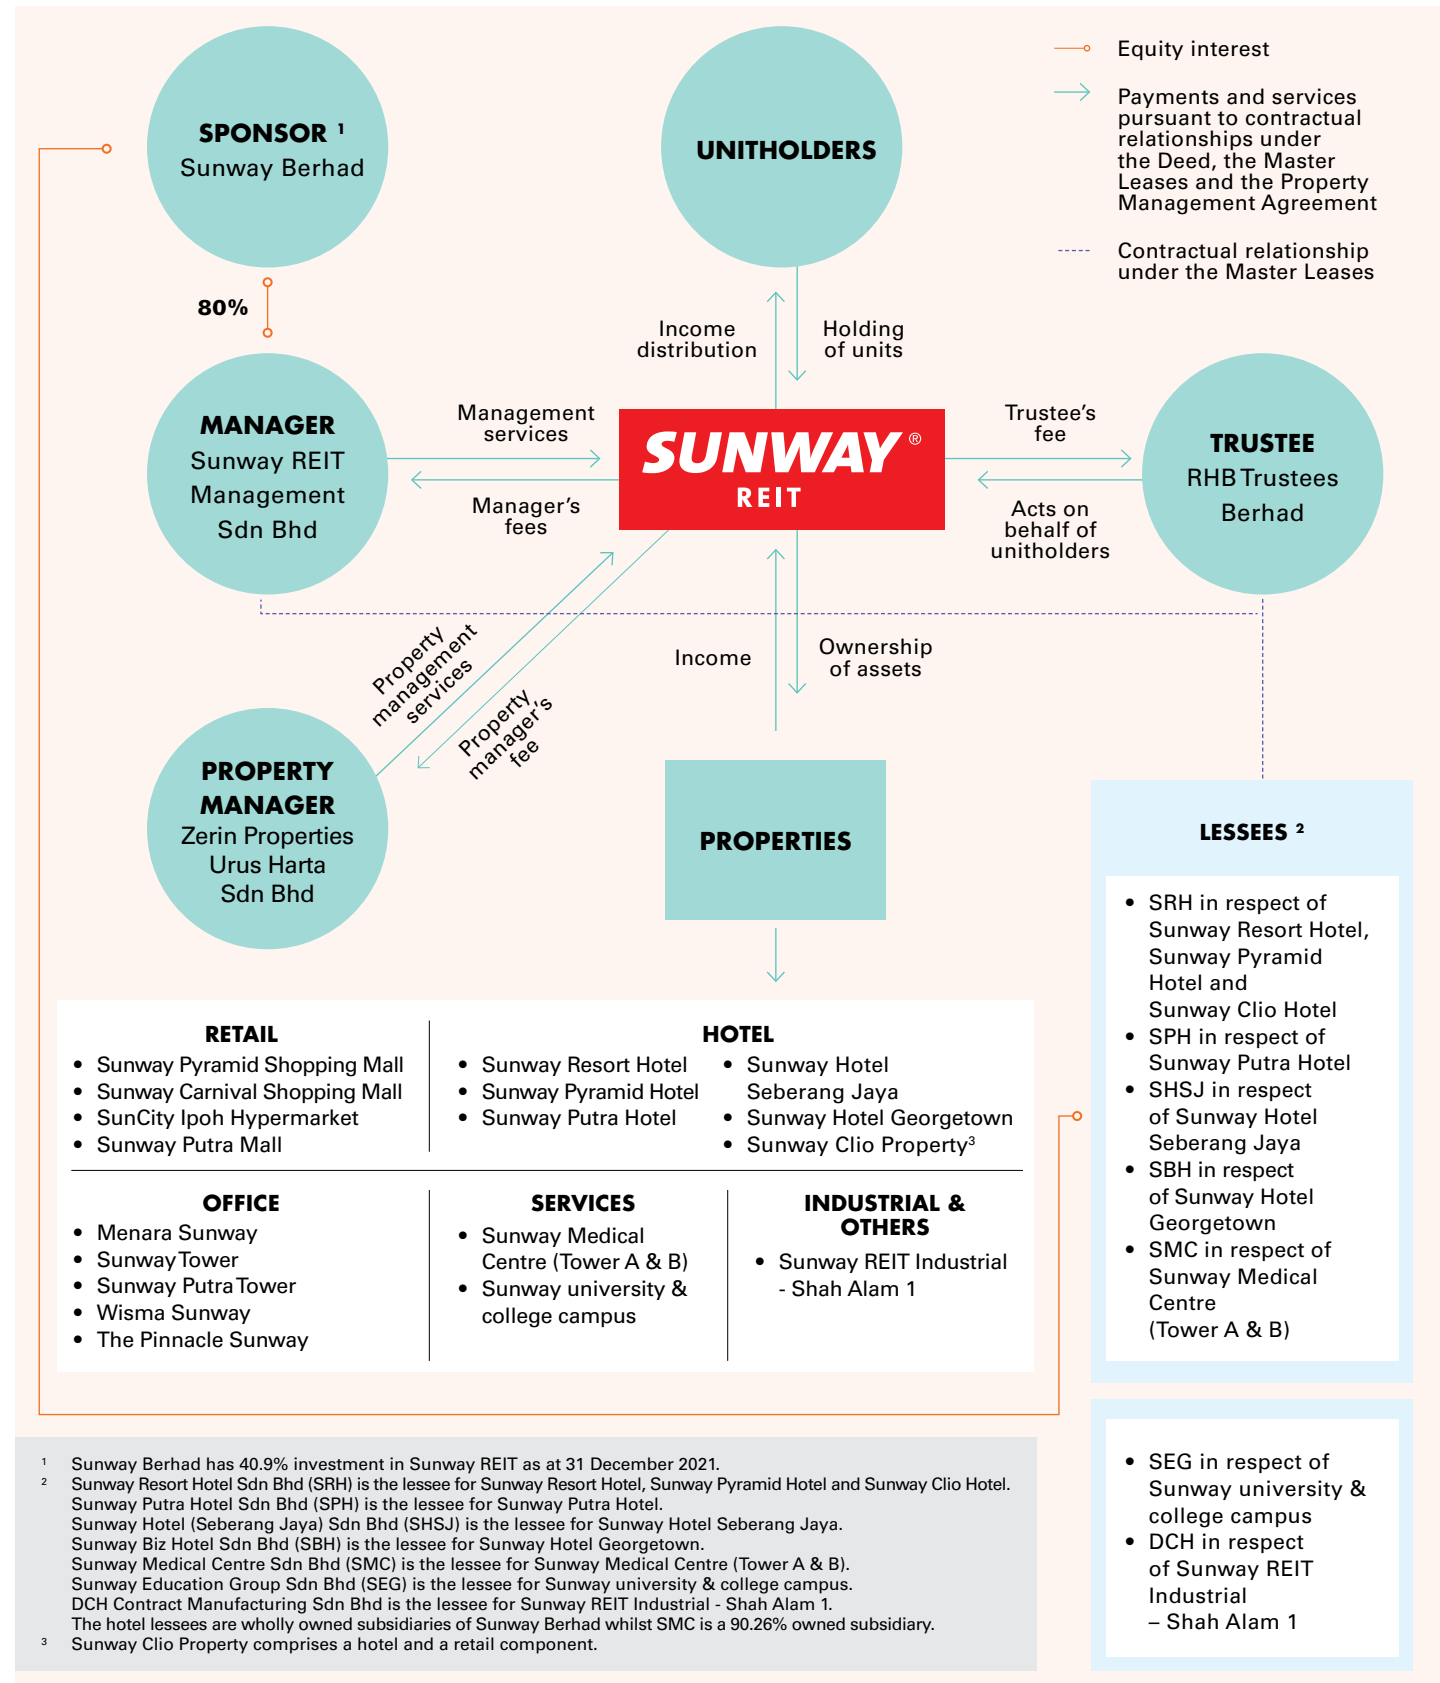 SPONSOR ¹
Sunway Berhad
UNITHOLDERS
Equity interest
Payments and services
pursuant to contractual
relationships under
the Deed, the Master
Leases and the Property
Management Agreement
Contractual relationship
under the Master Leases
80%
Income
distribution
Holding
of units
MANAGER
Sunway REIT
Management
Sdn Bhd
Management
services
Manager's
fees
SUNWAY®
REIT
Trustee's
fee
Acts on
behalf of
unitholders
TRUSTEE
RHB Trustees
Berhad
Property
management
services
Property
manager's
fee
Income
Ownership
of assets
PROPERTY
MANAGER
Zerin Properties
Urus Harta
Sdn Bhd
PROPERTIES
RETAIL
• Sunway Pyramid Shopping Mall
• Sunway Carnival Shopping Mall
• SunCity Ipoh Hypermarket
• Sunway Putra Mall
HOTEL
• Sunway Resort Hotel
• Sunway Pyramid Hotel
• Sunway Putra Hotel
• Sunway Hotel
Seberang Jaya
• Sunway Hotel Georgetown
• Sunway Clio Property³
OFFICE
• Menara Sunway
• Sunway Tower
• Sunway Putra Tower
• Wisma Sunway
• The Pinnacle Sunway
SERVICES
• Sunway Medical
Centre (Tower A & B)
• Sunway university &
college campus
INDUSTRIAL &
OTHERS
• Sunway REIT Industrial
- Shah Alam 1
LESSEES ²
• SRH in respect of
Sunway Resort Hotel,
Sunway Pyramid
Hotel and
Sunway Clio Hotel
• SPH in respect of
Sunway Putra Hotel
• SHSJ in respect
of Sunway Hotel
Seberang Jaya
• SBH in respect
of Sunway Hotel
Georgetown
• SMC in respect of
Sunway Medical
Centre
(Tower A & B)
• SEG in respect of
Sunway university &
college campus
• DCH in respect
of Sunway REIT
Industrial
– Shah Alam 1
¹ Sunway Berhad has 40.9% investment in Sunway REIT as at 31 December 2021.
² Sunway Resort Hotel Sdn Bhd (SRH) is the lessee for Sunway Resort Hotel, Sunway Pyramid Hotel and Sunway Clio Hotel.
Sunway Putra Hotel Sdn Bhd (SPH) is the lessee for Sunway Putra Hotel.
Sunway Hotel (Seberang Jaya) Sdn Bhd (SHSJ) is the lessee for Sunway Hotel Seberang Jaya.
Sunway Biz Hotel Sdn Bhd (SBH) is the lessee for Sunway Hotel Georgetown.
Sunway Medical Centre Sdn Bhd (SMC) is the lessee for Sunway Medical Centre (Tower A & B).
Sunway Education Group Sdn Bhd (SEG) is the lessee for Sunway university & college campus.
DCH Contract Manufacturing Sdn Bhd is the lessee for Sunway REIT Industrial - Shah Alam 1.
The hotel lessees are wholly owned subsidiaries of Sunway Berhad whilst SMC is a 90.26% owned subsidiary.
³ Sunway Clio Property comprises a hotel and a retail component.